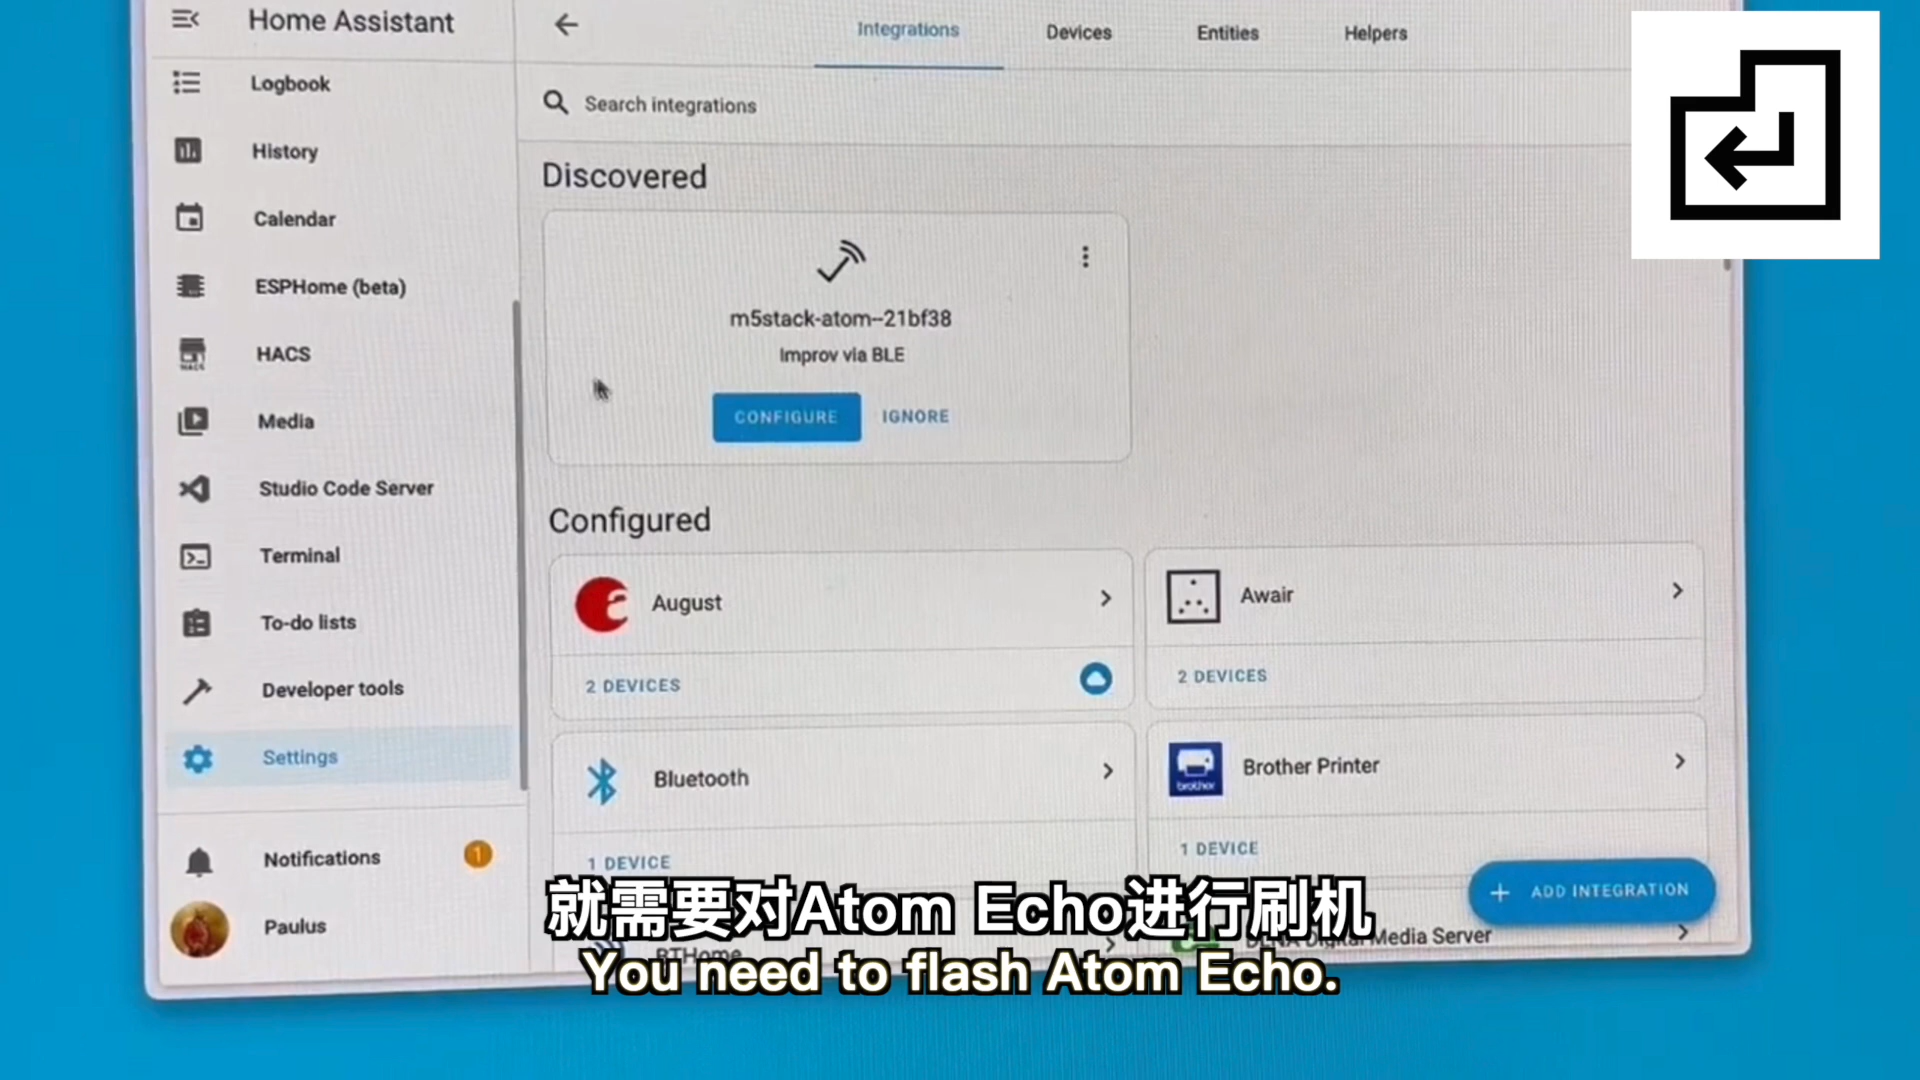 Home Assistant
Logbook
History
Calendar
ESPHome (beta)
HACS
Media
Studio Code Server
Terminal
To-do lists
Developer tools
Settings
Notifications
1
Paulus
Integrations
Devices
Entities
Helpers
Search integrations
Discovered
m5stack-atom--21bf38
Improv via BLE
CONFIGURE
IGNORE
Configured
August
2 DEVICES
Awair
2 DEVICES
Bluetooth
1 DEVICE
brother
Brother Printer
1 DEVICE
ADD INTEGRATION
BTHome
DLNA Digital Media Server
就需要对Atom Echo进行刷机
You need to flash Atom Echo.